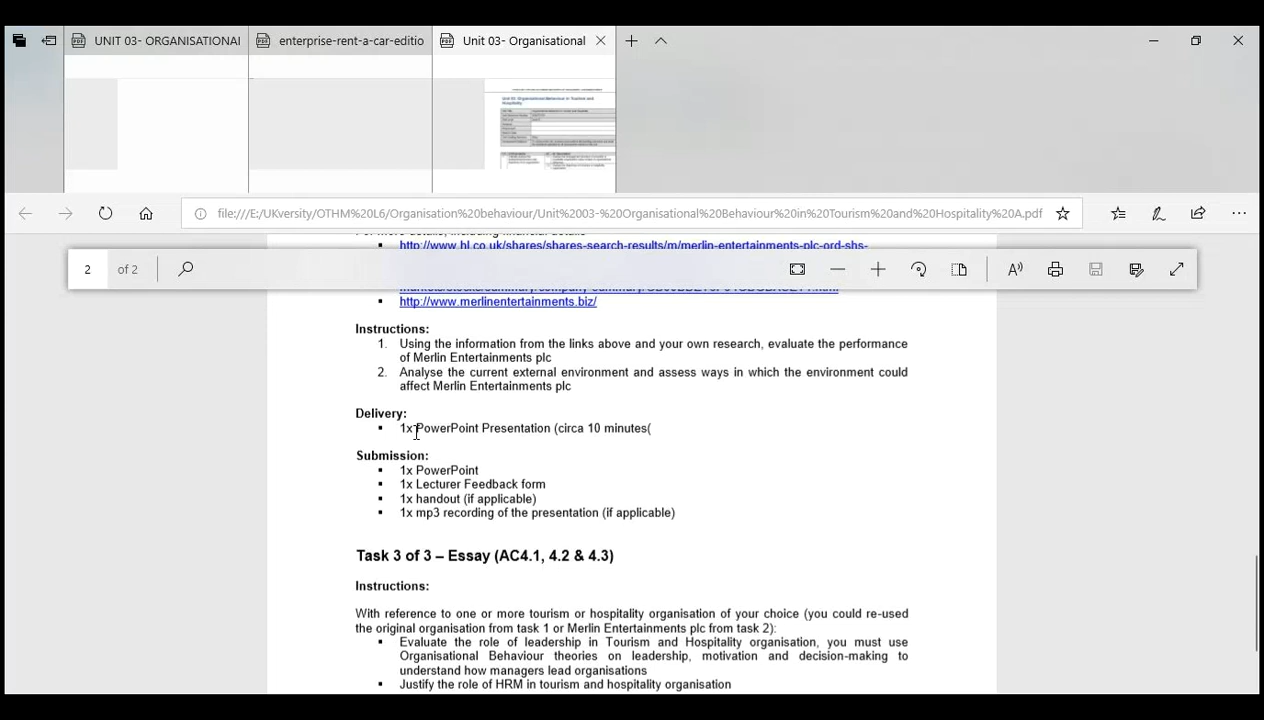 UNIT 03- ORGANISATIONAI
enterprise-rent-a-car-editio
Unit 03- Organisational
file:///E:/UKversity/OTHM%20L6/Organisation%20behaviour/Unit%2003-%20Organisational%20Behaviour%20in%20Tourism%20and%20Hospitality%20A.pdf
For more details, including financial details
▪ http://www.hl.co.uk/shares/shares-search-results/m/merlin-entertainments-plc-ord-shs-
2 of 2
▪ http://www.merlinentertainments.biz/
Instructions:
1. Using the information from the links above and your own research, evaluate the performance
of Merlin Entertainments plc
2. Analyse the current external environment and assess ways in which the environment could
affect Merlin Entertainments plc
Delivery:
▪ 1x PowerPoint Presentation (circa 10 minutes(
Submission:
▪ 1x PowerPoint
▪ 1x Lecturer Feedback form
▪ 1x handout (if applicable)
▪ 1x mp3 recording of the presentation (if applicable)
Task 3 of 3 – Essay (AC4.1, 4.2 & 4.3)
Instructions:
With reference to one or more tourism or hospitality organisation of your choice (you could re-used
the original organisation from task 1 or Merlin Entertainments plc from task 2):
▪ Evaluate the role of leadership in Tourism and Hospitality organisation, you must use
Organisational Behaviour theories on leadership, motivation and decision-making to
understand how managers lead organisations
▪ Justify the role of HRM in tourism and hospitality organisation